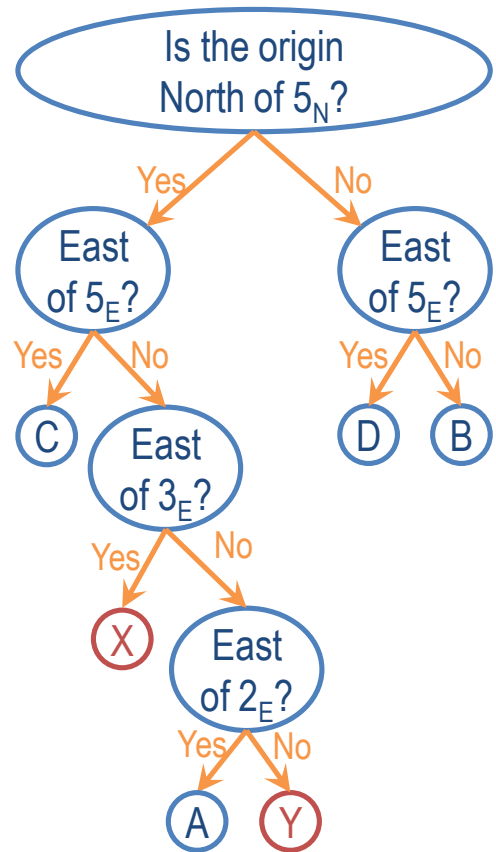 Is the origin
North of 5N?
Yes
No
East
of 5E?
East
of 5E?
Yes
No
Yes
No
C
D
B
East
of 3E?
Yes
No
X
East
of 2E?
Yes
No
A
Y